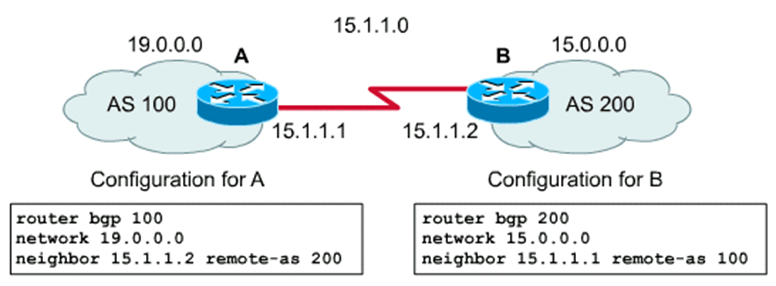 15.1.1.0
19.0.0.0
A
B
15.0.0.0
AS 100
AS 200
15.1.1.1
15.1.1.2
Configuration for A
Configuration for B
router bgp 100
network 19.0.0.0
neighbor 15.1.1.2 remote-as 200
router bgp 200
network 15.0.0.0
neighbor 15.1.1.1 remote-as 100